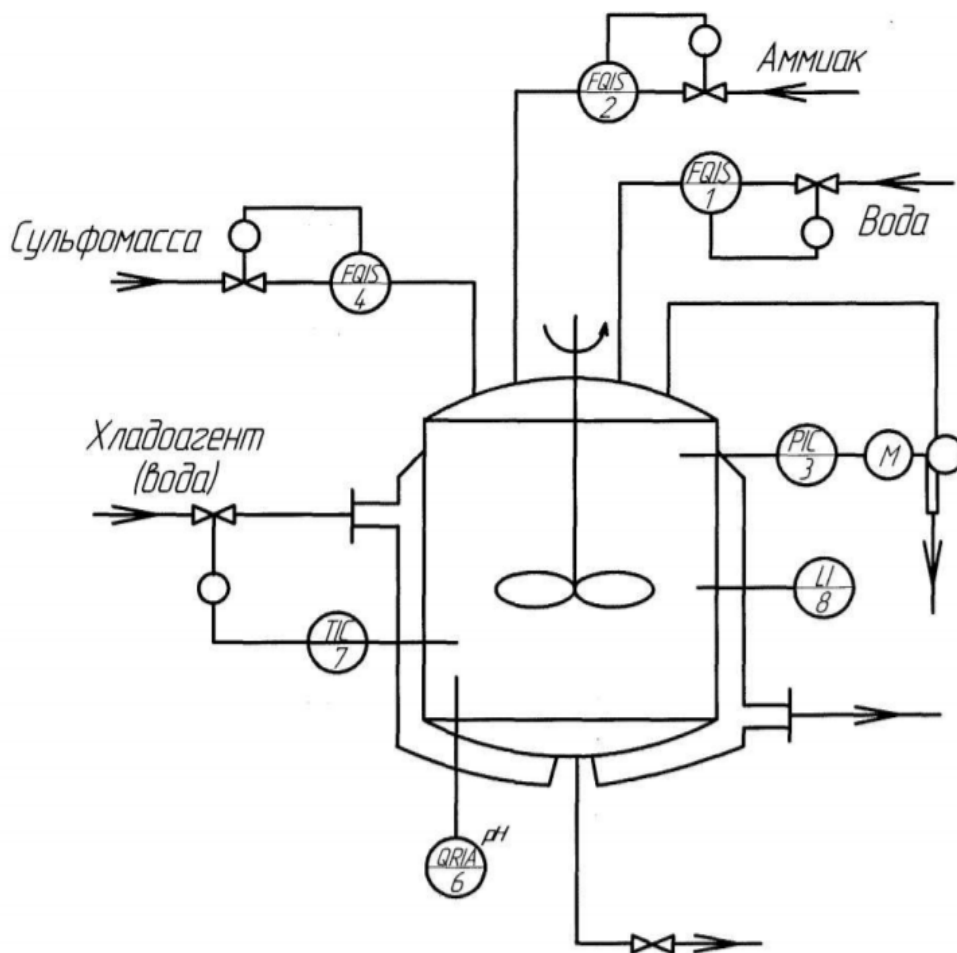 FQIS
2
Аммиак
FQIS
1
Вода
Сульфомасса
FQIS
4
Хладоагент
(вода)
PIC
3
M
LI
8
TIC
7
QRIA
6
pH